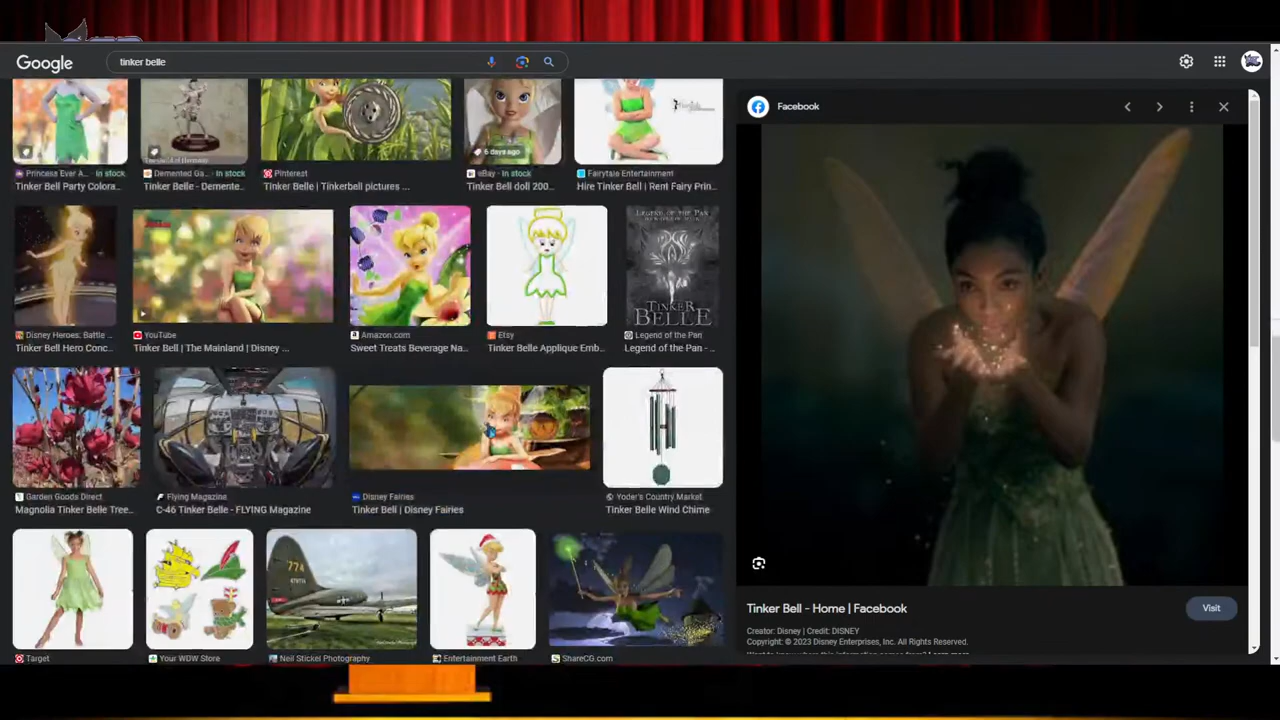 Google
tinker belle
Facebook
Princess Ever A... · In stock
Tinker Bell Party Colora...
Demented Ga... · In stock
Tinker Belle - Demente...
Pinterest
Tinker Belle | Tinkerbell pictures ...
6 days ago
eBay · In stock
Tinker Bell doll 200...
Fairytale Entertainment
Hire Tinker Bell | Rent Fairy Prin...
Disney Heroes: Battle ...
Tinker Bell Hero Conc...
YouTube
Tinker Bell | The Mainland | Disney ...
Amazon.com
Sweet Treats Beverage Na...
Etsy
Tinker Belle Applique Emb...
LEGEND OF THE PAN
TINKER
BELLE
Legend of the Pan
Legend of the Pan - ...
Garden Goods Direct
Magnolia Tinker Belle Tree...
Flying Magazine
C-46 Tinker Belle - FLYING Magazine
Disney Fairies
Tinker Bell | Disney Fairies
Yoder's Country Market
Tinker Belle Wind Chime
774
Target
Your WDW Store
Neil Stickel Photography
Entertainment Earth
ShareCG.com
Tinker Bell - Home | Facebook
Visit
Creator: Disney | Credit: DISNEY
Copyright: © 2023 Disney Enterprises, Inc. All Rights Reserved.